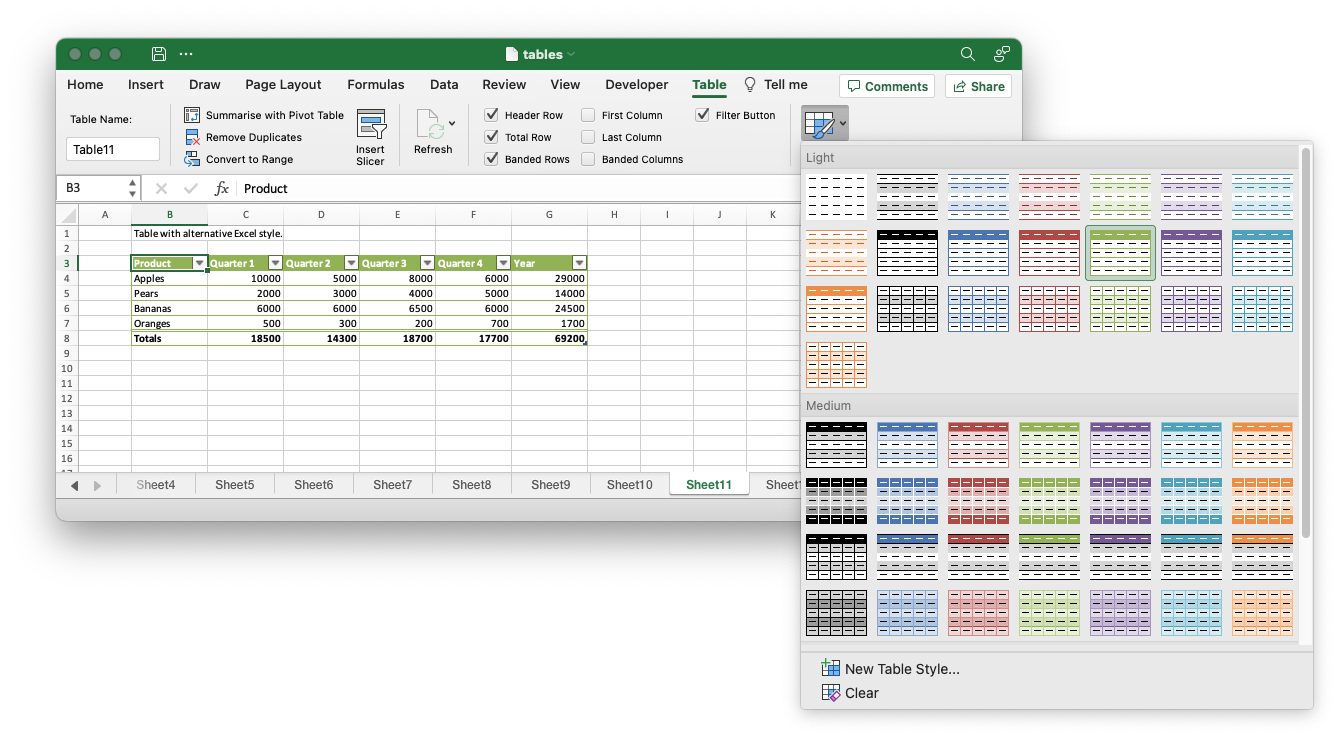 tables
Home Insert Draw Page Layout Formulas Data Review View Developer Table Tell me Comments Share
Table Name:
Table11
Summarise with Pivot Table
Remove Duplicates
Convert to Range
Insert
Slicer
Refresh
Header Row First Column Filter Button
Total Row Last Column
Banded Rows Banded Columns
B3 fx Product
A B C D E F G H I J K
1 Table with alternative Excel style.
2
3 Product Quarter 1 Quarter 2 Quarter 3 Quarter 4 Year
4 Apples 10000 5000 8000 6000 29000
5 Pears 2000 3000 4000 5000 14000
6 Bananas 6000 6000 6500 6000 24500
7 Oranges 500 300 200 700 1700
8 Totals 18500 14300 18700 17700 69200
9
10
11
12
13
14
15
16
Sheet4 Sheet5 Sheet6 Sheet7 Sheet8 Sheet9 Sheet10 Sheet11
Light
Medium
New Table Style...
Clear